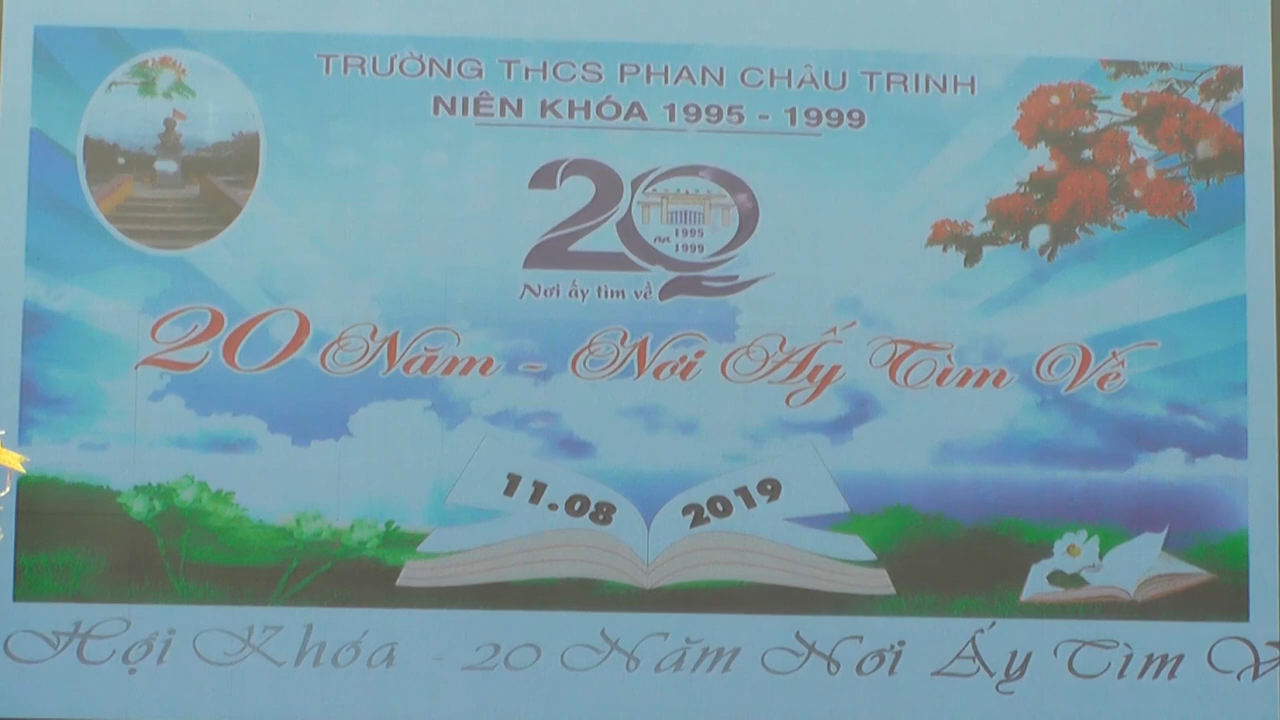 TRƯỜNG THCS PHAN CHÂU TRINH
NIÊN KHÓA 1995 - 1999
20
1995
1999
Nơi ấy tìm về
20 Năm - Nơi Ấy Tìm Về
11.08 2019
Hội Khóa - 20 Năm Nơi Ấy Tìm V